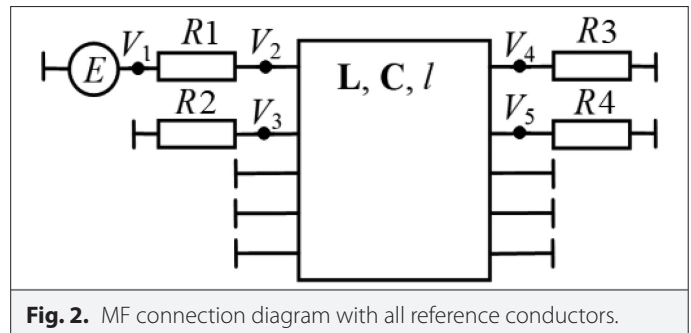 V1 R1 V2
E
R2 V3
L, C, l
V4 R3
V5 R4
Fig. 2. MF connection diagram with all reference conductors.